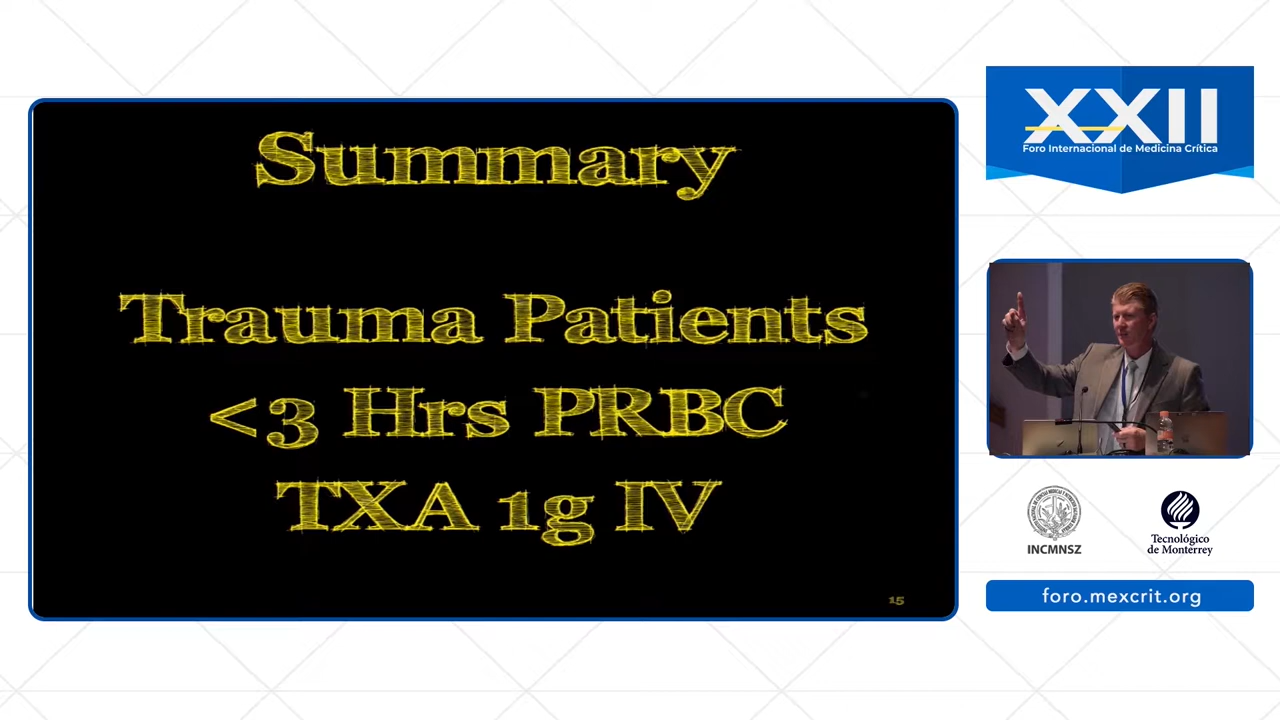 Summary
Trauma Patients
<3 Hrs PRBC
TXA 1g IV
15
XXII
Foro Internacional de Medicina Crítica
INCMNSZ
Tecnológico
de Monterrey
foro.mexcrit.org